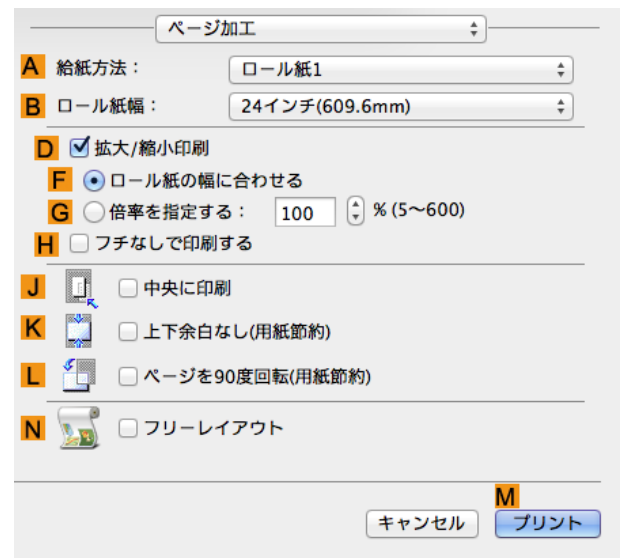 ページ加工
A 給紙方法： ロール紙1
B ロール紙幅： 24インチ(609.6mm)
D 拡大/縮小印刷
F ロール紙の幅に合わせる
G 倍率を指定する： 100 % (5〜600)
H フチなしで印刷する
J 中央に印刷
K 上下余白なし(用紙節約)
L ページを90度回転(用紙節約)
N フリーレイアウト
M
キャンセル プリント